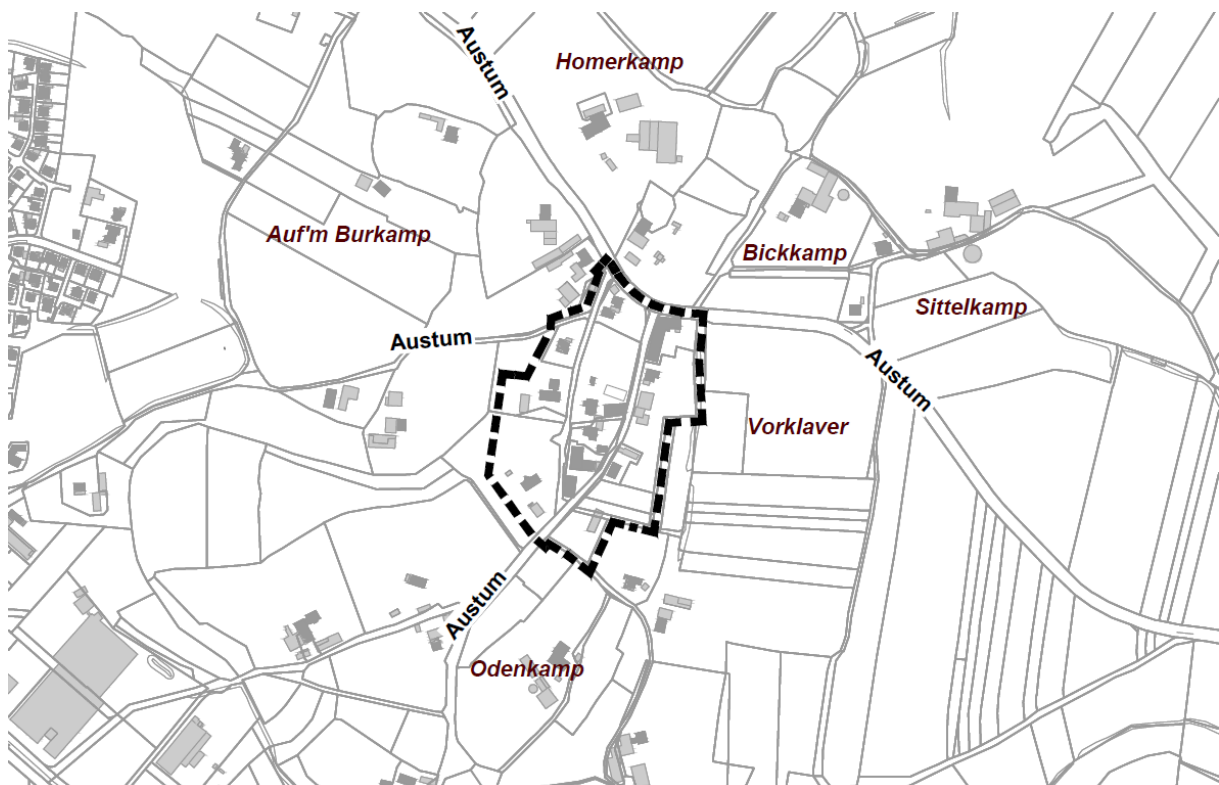 Austum
Homerkamp
Auf'm Burkamp
Bickkamp
Sittelkamp
Austum
Austum
Vorklaver
Austum
Odenkamp